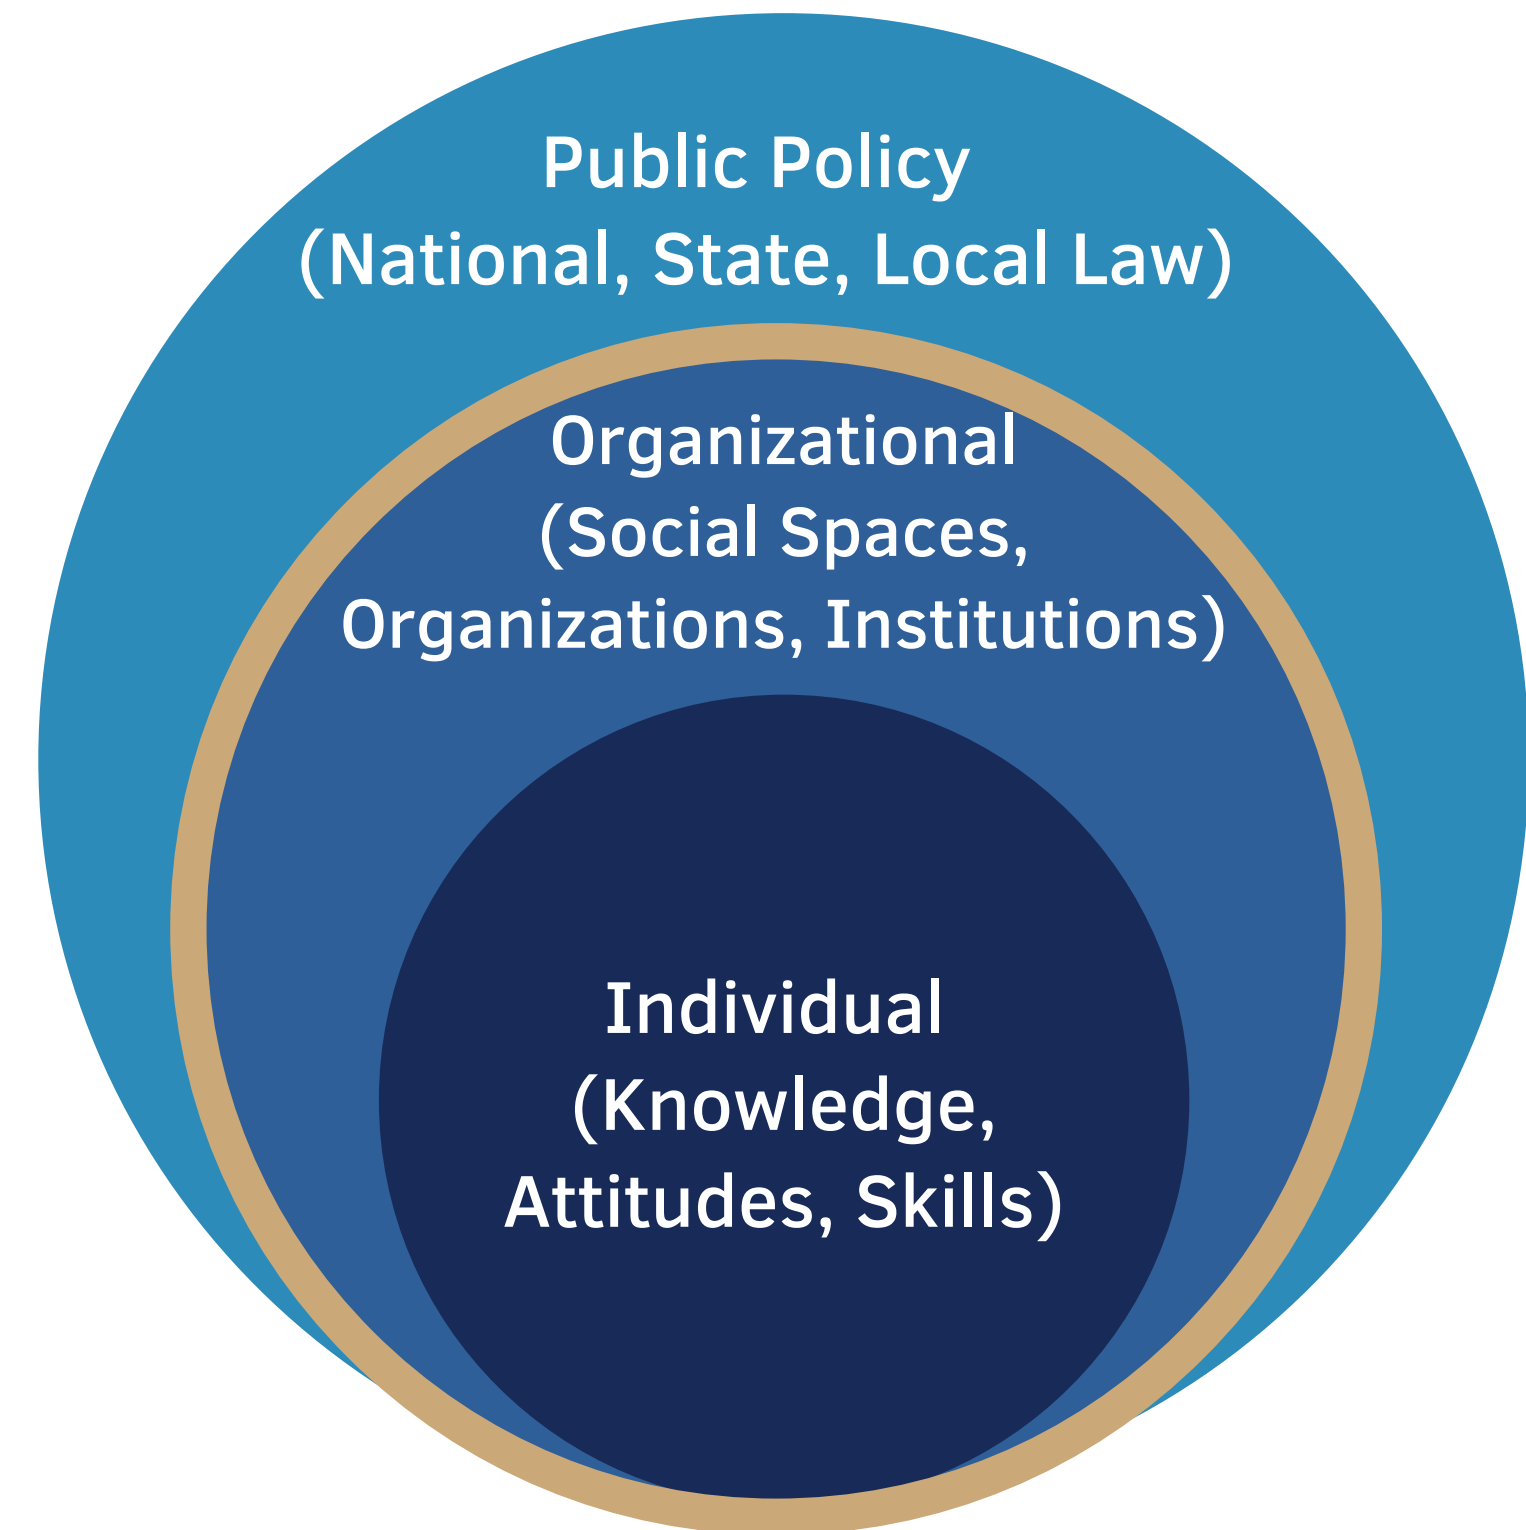 Public Policy
(National, State, Local Law)
Organizational
(Social Spaces,
Organizations, Institutions)
Individual
(Knowledge,
Attitudes, Skills)